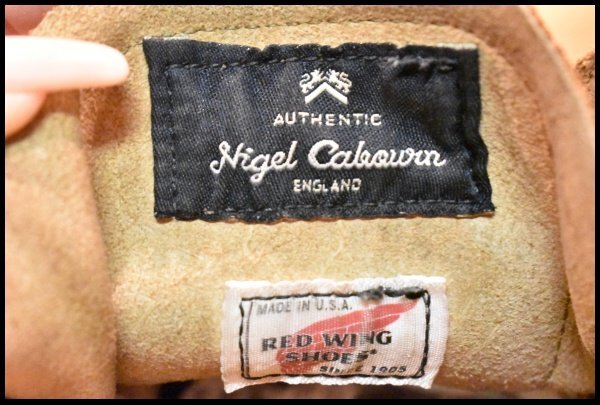 AUTHENTIC
Nigel Cabourn
ENGLAND
MADE IN U.S.A.
RED WING
SHOES®
SINCE 1905